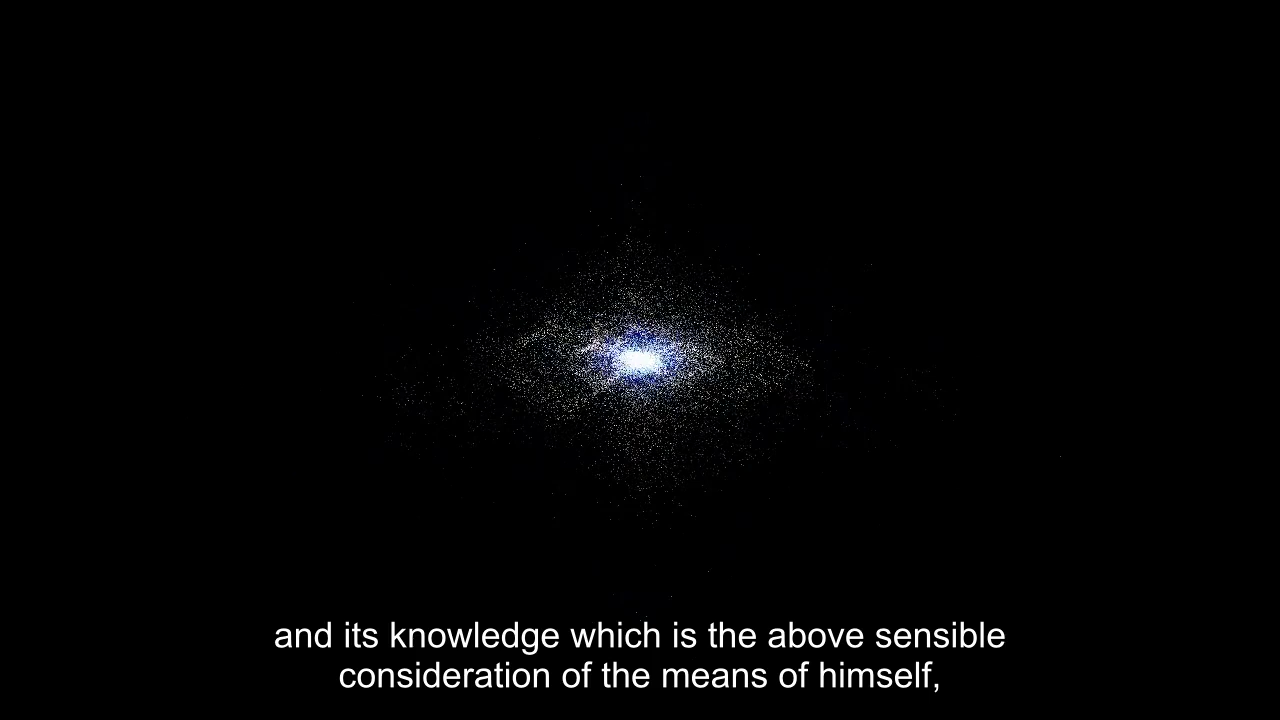 and its knowledge which is the above sensible
consideration of the means of himself,